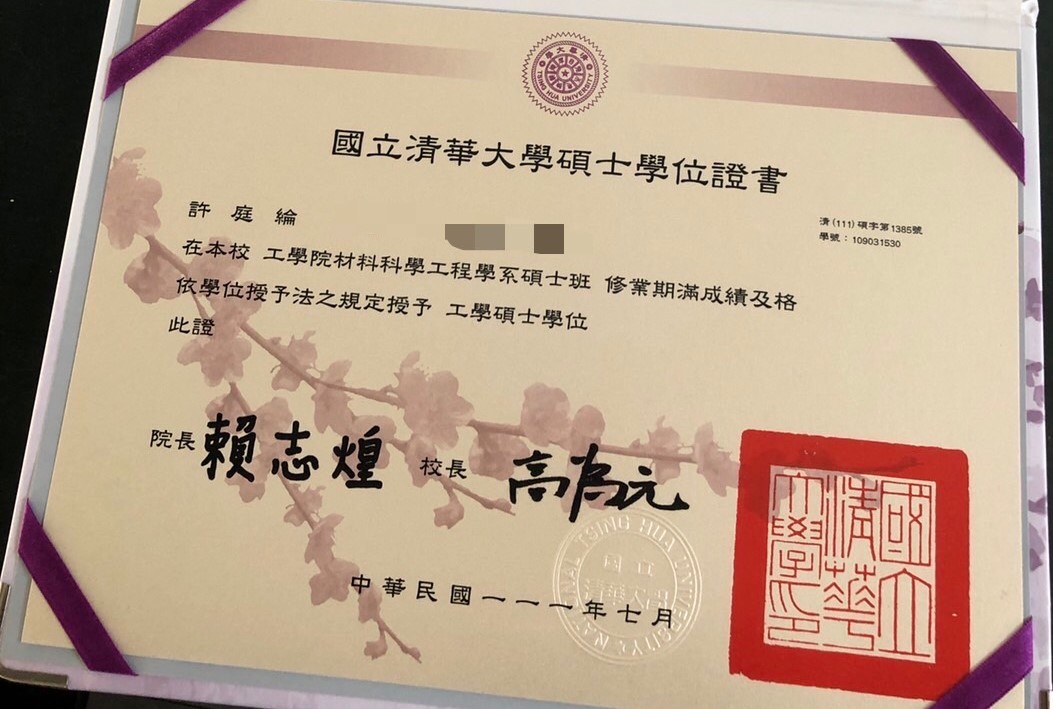 清華大學
TSING HUA UNIVERSITY
國立清華大學碩士學位證書
許庭綸
清(111)碩字第1385號
學號：109031530
在本校 工學院材料科學工程學系碩士班 修業期滿成績及格
依學位授予法之規定授予 工學碩士學位
此證
院長 賴志煌 校長 高為元
國立清華大學印
NATIONAL TSING HUA UNIVERSITY
國立
清華大學
中華民國一一一年七月